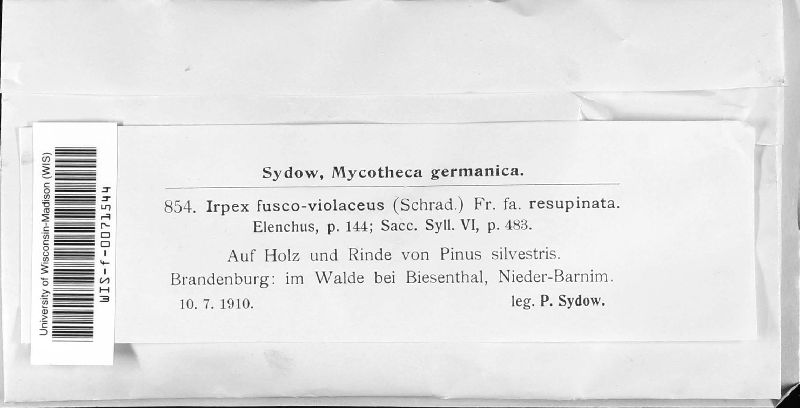 Sydow, Mycotheca germanica.
854. Irpex fusco-violaceus (Schrad.) Fr. fa. resupinata.
Elenchus, p. 144; Sacc. Syll. VI, p. 483.
Auf Holz und Rinde von Pinus silvestris.
Brandenburg: im Walde bei Biesenthal, Nieder-Barnim.
10. 7. 1910. leg. P. Sydow.
University of Wisconsin-Madison (WIS)
WIS-f-0071544